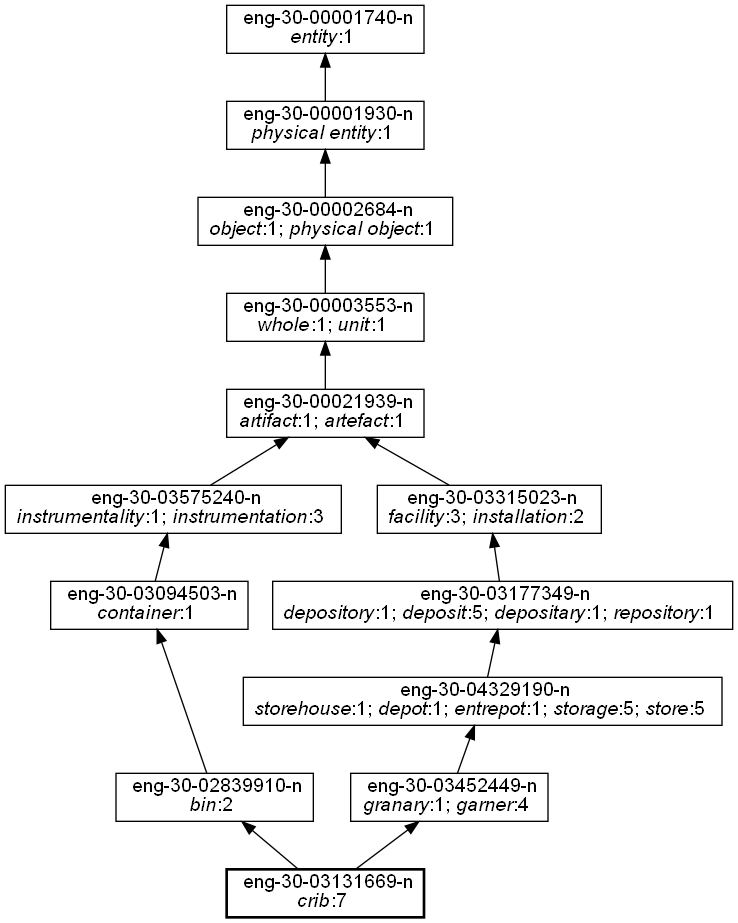 eng-30-00001740-n
entity:1
eng-30-00001930-n
physical entity:1
eng-30-00002684-n
object:1; physical object:1
eng-30-00003553-n
whole:1; unit:1
eng-30-00021939-n
artifact:1; artefact:1
eng-30-03575240-n
instrumentality:1; instrumentation:3
eng-30-03315023-n
facility:3; installation:2
eng-30-03094503-n
container:1
eng-30-03177349-n
depository:1; deposit:5; depositary:1; repository:1
eng-30-04329190-n
storehouse:1; depot:1; entrepot:1; storage:5; store:5
eng-30-02839910-n
bin:2
eng-30-03452449-n
granary:1; garner:4
eng-30-03131669-n
crib:7